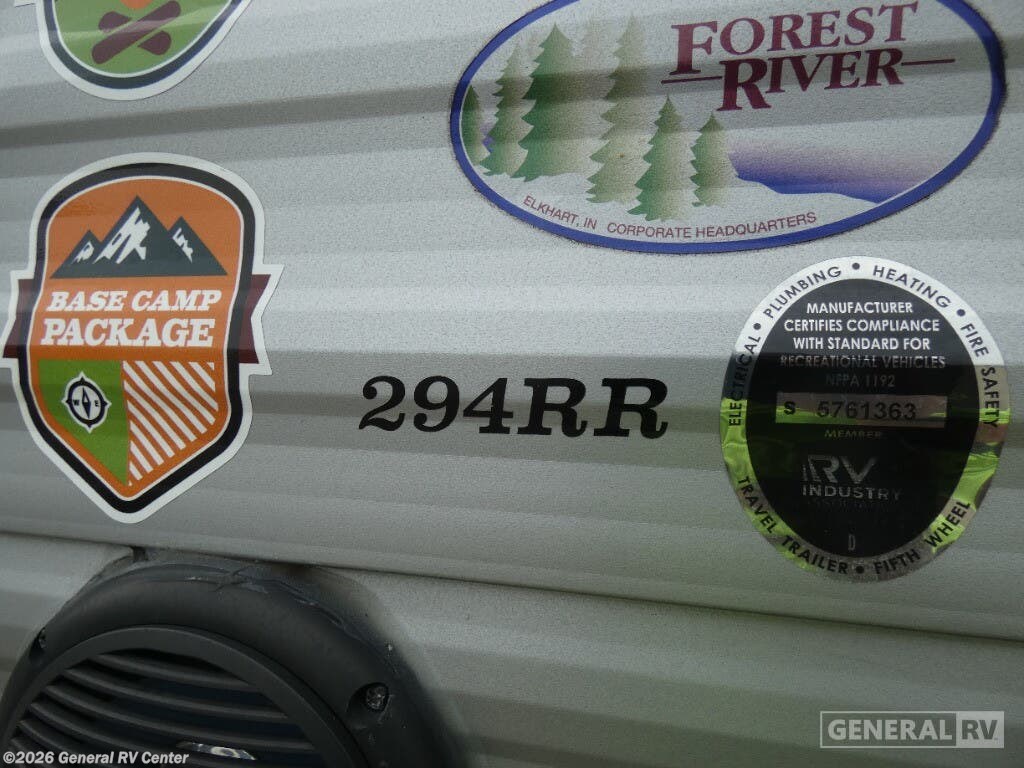 FOREST
RIVER
ELKHART, IN CORPORATE HEADQUARTERS
BASE CAMP
PACKAGE
W E
294RR
ELECTRICAL • PLUMBING • HEATING • FIRE SAFETY
MANUFACTURER
CERTIFIES COMPLIANCE
WITH STANDARD FOR
RECREATIONAL VEHICLES
NFPA 1192
S 5761363
MEMBER
RV
INDUSTRY
ASSOCIATION
D
TRAVEL TRAILER • FIFTH WHEEL
GENERAL RV
©2026 General RV Center